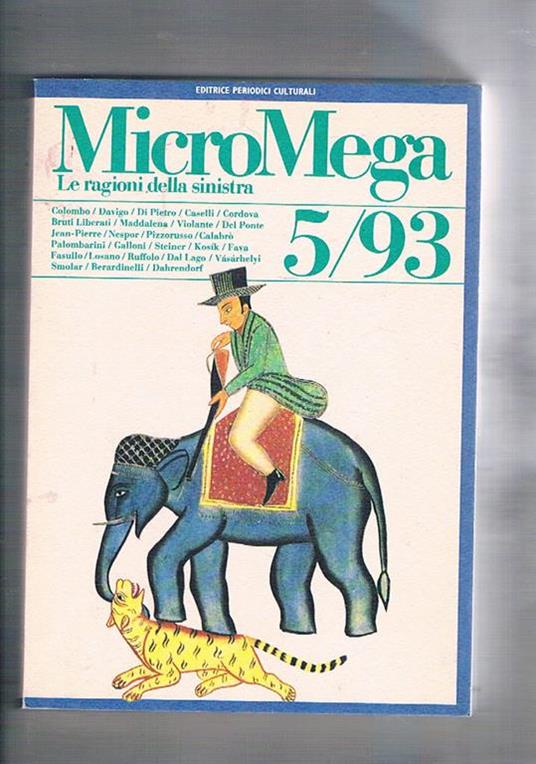 EDITRICE PERIODICI CULTURALI
MicroMega
Le ragioni della sinistra
Colombo / Davigo / Di Pietro / Caselli / Cordova
Bruti Liberati / Maddalena / Violante / Del Ponte
Jean-Pierre / Nespor / Pizzorusso / Calabrò
Palombarini / Galloni / Steiner / Kosík / Fava
Fasullo / Losano / Ruffolo / Dal Lago / Vásárhelyi
Smolar / Berardinelli / Dahrendorf
5/93